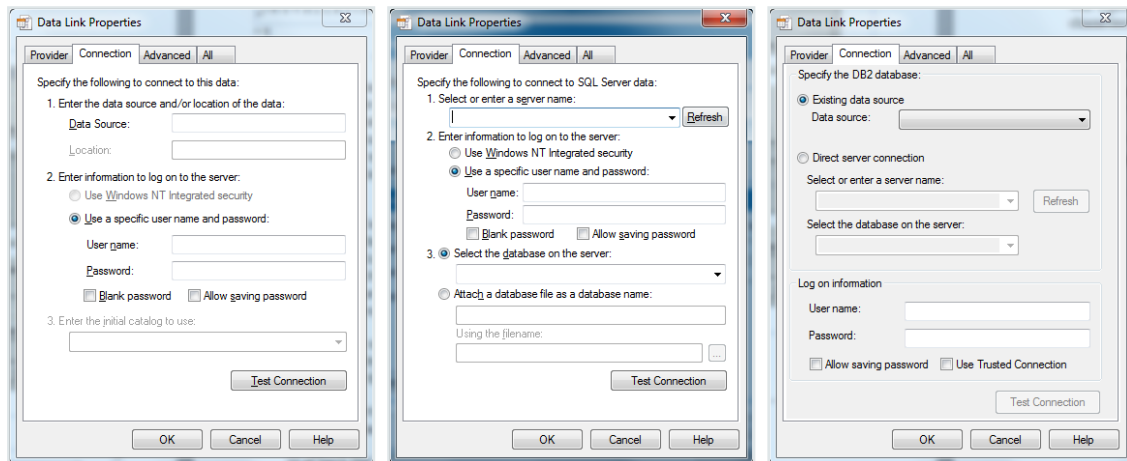 Data Link Properties
Provider Connection Advanced All
Specify the following to connect to this data:
1. Enter the data source and/or location of the data:
Data Source:
Location:
2. Enter information to log on to the server:
Use Windows NT Integrated security
Use a specific user name and password:
User name:
Password:
Blank password Allow saving password
3. Enter the initial catalog to use:
Test Connection
OK Cancel Help
Data Link Properties
Provider Connection Advanced All
Specify the following to connect to SQL Server data:
1. Select or enter a server name:
Refresh
2. Enter information to log on to the server:
Use Windows NT Integrated security
Use a specific user name and password:
User name:
Password:
Blank password Allow saving password
3. Select the database on the server:
Attach a database file as a database name:
Using the filename:
...
Test Connection
OK Cancel Help
Data Link Properties
Provider Connection Advanced All
Specify the DB2 database:
Existing data source
Data source:
Direct server connection
Select or enter a server name:
Refresh
Select the database on the server:
Log on information
User name:
Password:
Allow saving password Use Trusted Connection
Test Connection
OK Cancel Help